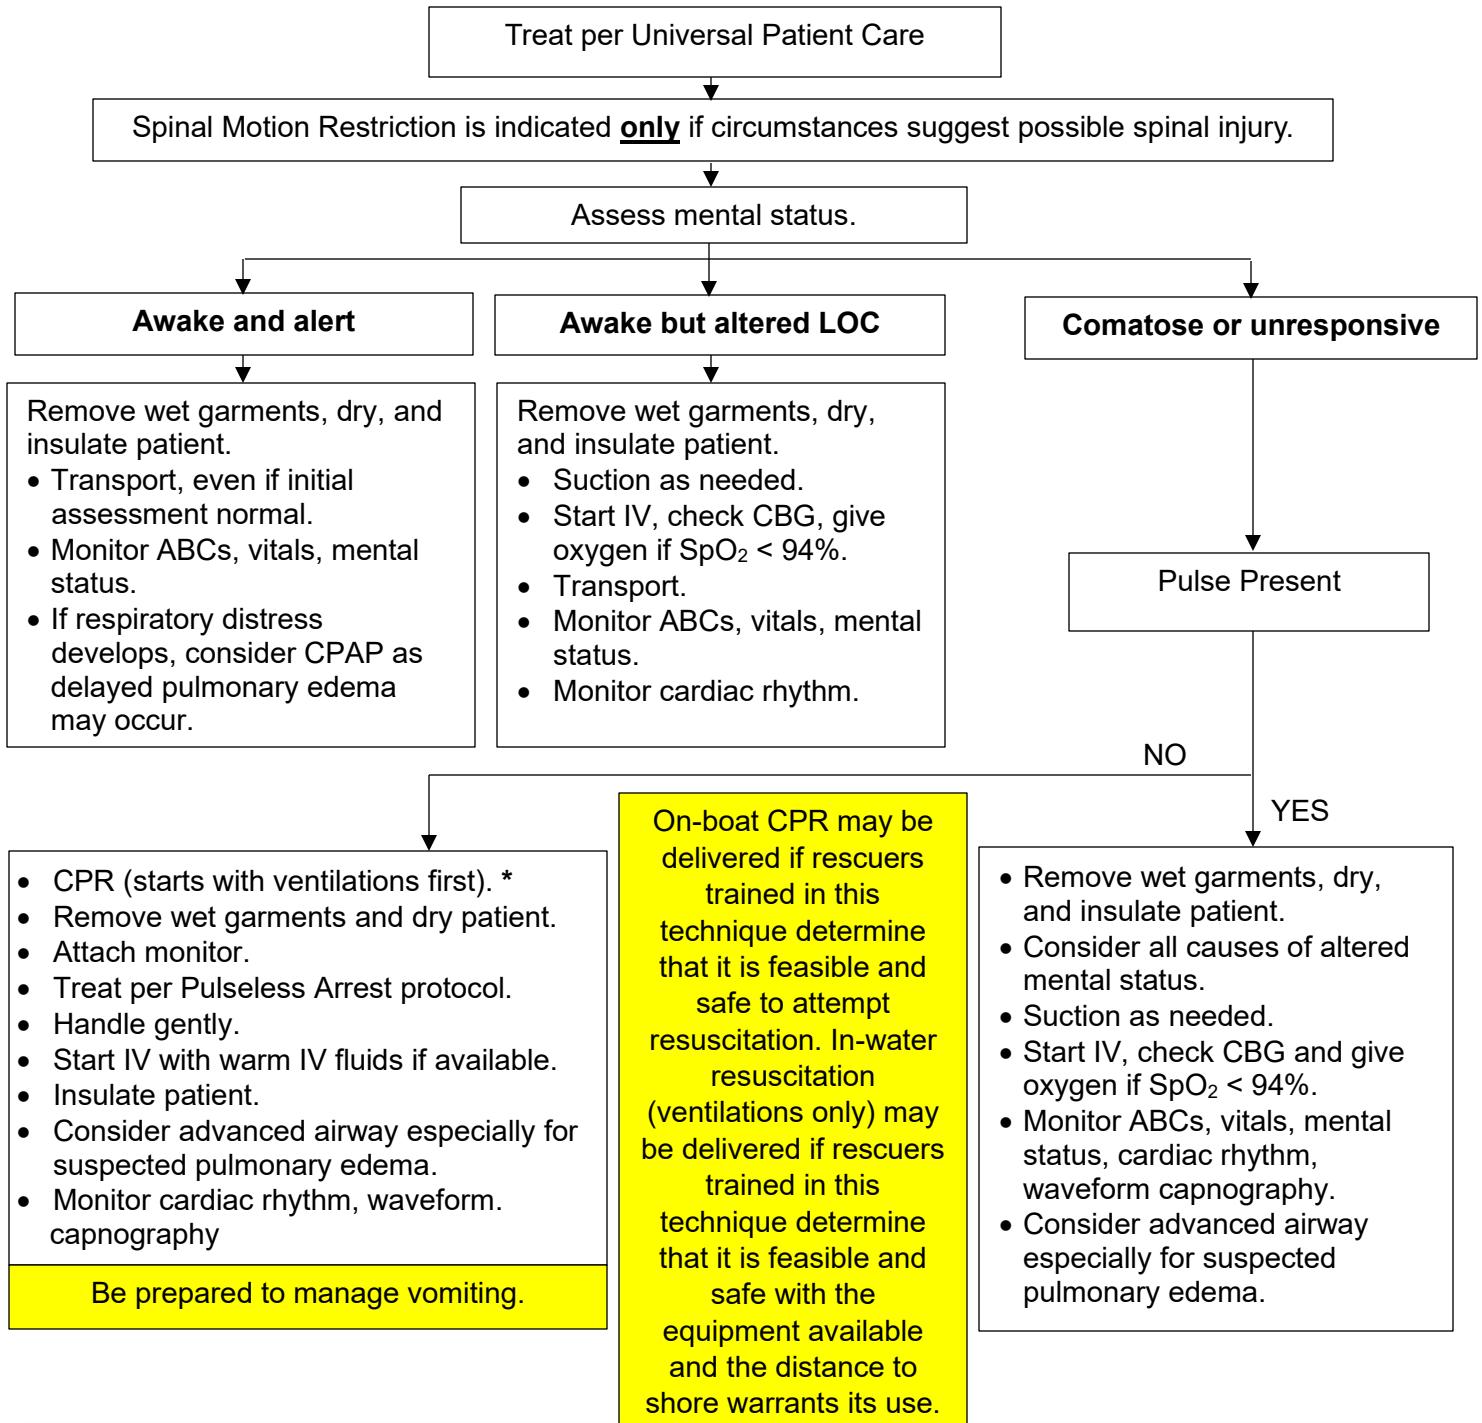 Treat per Universal Patient Care
Spinal Motion Restriction is indicated only if circumstances suggest possible spinal injury.
Assess mental status.
Awake and alert
Remove wet garments, dry, and
insulate patient.
• Transport, even if initial
assessment normal.
• Monitor ABCs, vitals, mental
status.
• If respiratory distress
develops, consider CPAP as
delayed pulmonary edema
may occur.
Awake but altered LOC
Remove wet garments, dry,
and insulate patient.
• Suction as needed.
• Start IV, check CBG, give
oxygen if SpO₂ < 94%.
• Transport.
• Monitor ABCs, vitals, mental
status.
• Monitor cardiac rhythm.
Comatose or unresponsive
Pulse Present
NO
YES
• CPR (starts with ventilations first). *
• Remove wet garments and dry patient.
• Attach monitor.
• Treat per Pulseless Arrest protocol.
• Handle gently.
• Start IV with warm IV fluids if available.
• Insulate patient.
• Consider advanced airway especially for
suspected pulmonary edema.
• Monitor cardiac rhythm, waveform.
capnography
Be prepared to manage vomiting.
On-boat CPR may be
delivered if rescuers
trained in this
technique determine
that it is feasible and
safe to attempt
resuscitation. In-water
resuscitation
(ventilations only) may
be delivered if rescuers
trained in this
technique determine
that it is feasible and
safe with the
equipment available
and the distance to
shore warrants its use.
• Remove wet garments, dry,
and insulate patient.
• Consider all causes of altered
mental status.
• Suction as needed.
• Start IV, check CBG and give
oxygen if SpO₂ < 94%.
• Monitor ABCs, vitals, mental
status, cardiac rhythm,
waveform capnography.
• Consider advanced airway
especially for suspected
pulmonary edema.